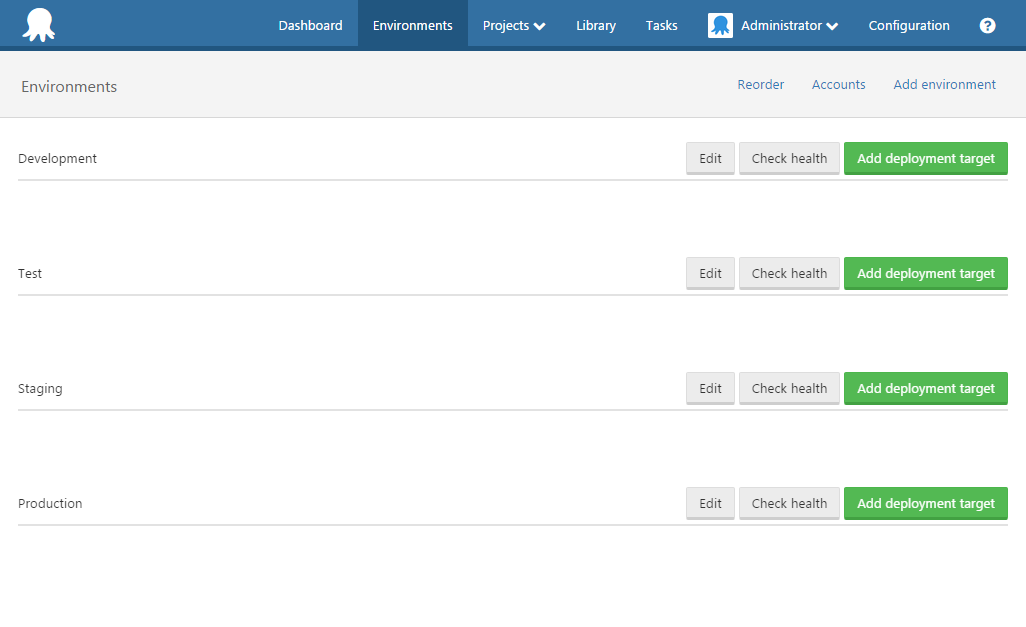 Dashboard Environments Projects Library Tasks Administrator Configuration ?
Environments Reorder Accounts Add environment
Development Edit Check health Add deployment target
Test Edit Check health Add deployment target
Staging Edit Check health Add deployment target
Production Edit Check health Add deployment target